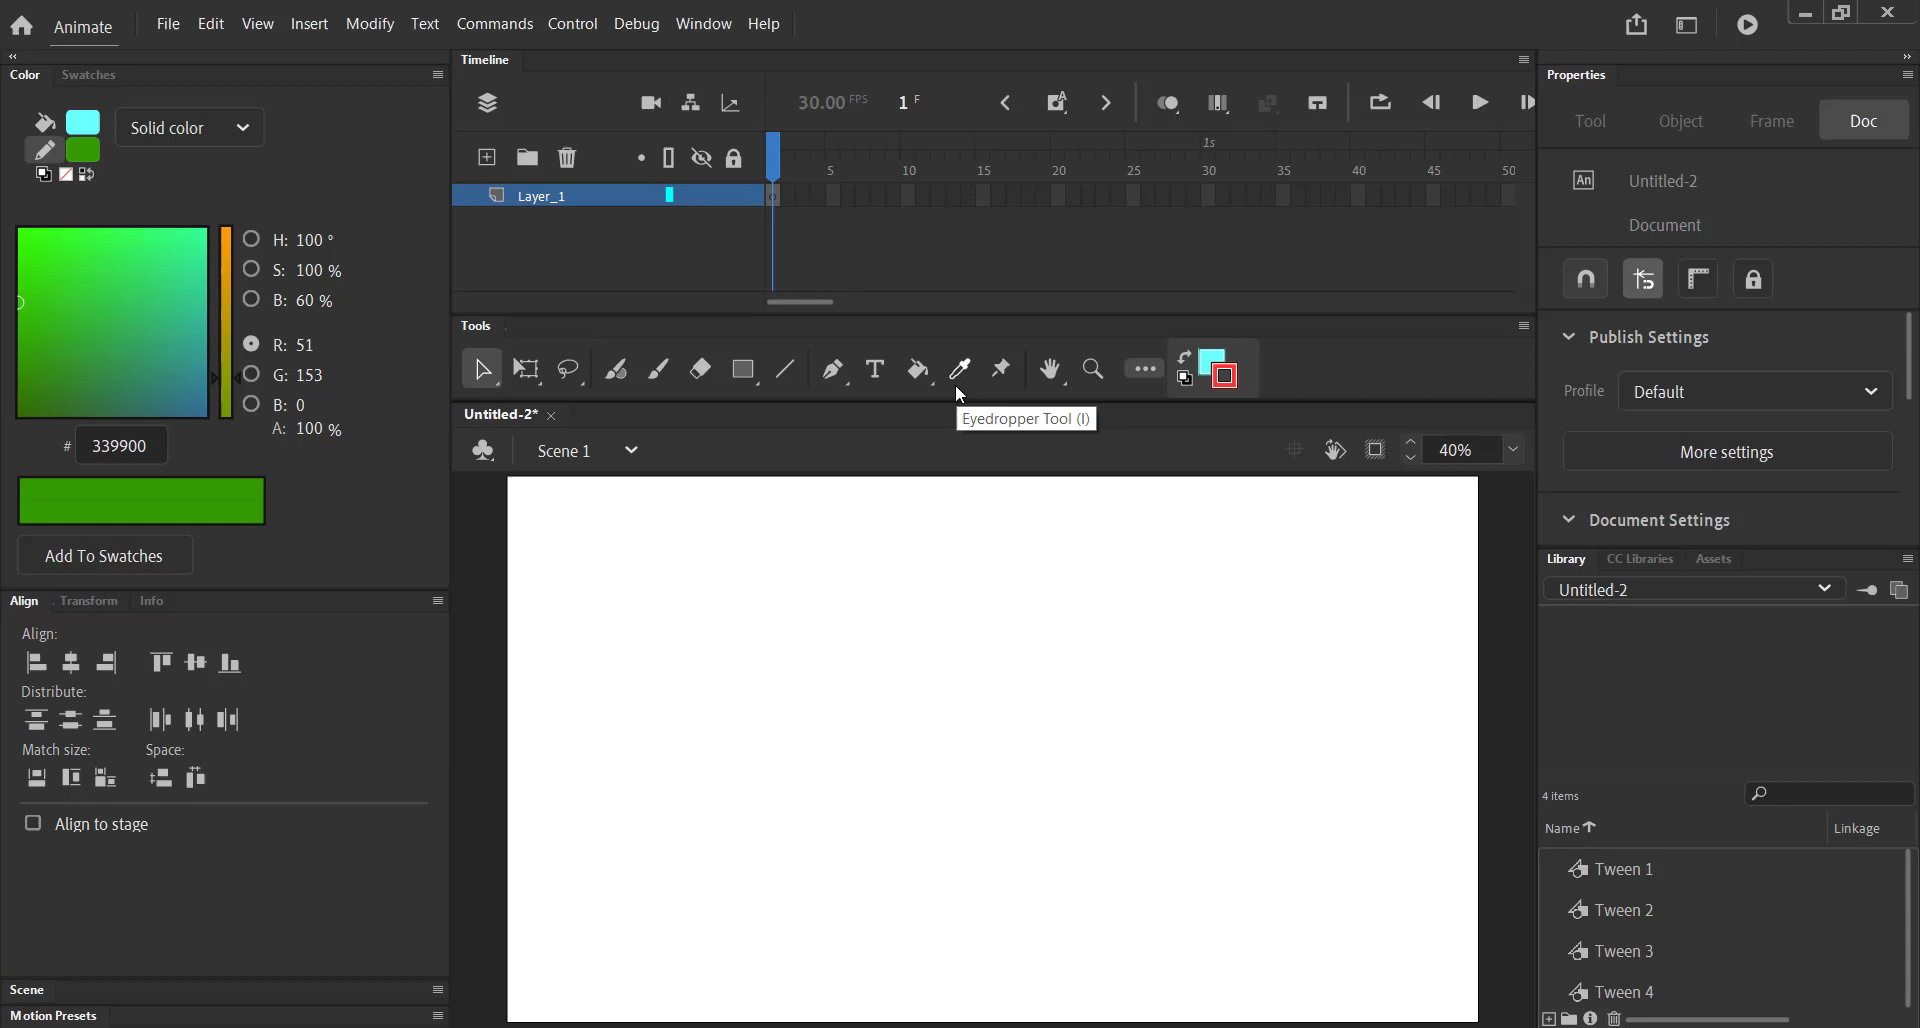 Animate File Edit View Insert Modify Text Commands Control Debug Window Help
Color Swatches
Solid color
H: 100 °
S: 100 %
B: 60 %
R: 51
G: 153
B: 0
A: 100 %
# 339900
Add To Swatches
Align Transform Info
Align:
Distribute:
Match size: Space:
Align to stage
Scene
Motion Presets
Timeline
30.00 FPS 1 F
1s
5 10 15 20 25 30 35 40 45 50
Layer_1
Tools
Untitled-2*
Eyedropper Tool (I)
Scene 1
40%
Properties
Tool Object Frame Doc
An Untitled-2
Document
Publish Settings
Profile Default
More settings
Document Settings
Library CC Libraries Assets
Untitled-2
4 items
Name Linkage
Tween 1
Tween 2
Tween 3
Tween 4